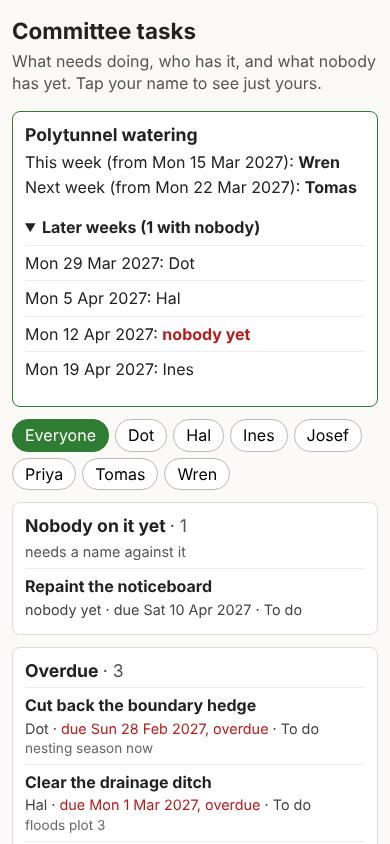 Committee tasks
What needs doing, who has it, and what nobody
has yet. Tap your name to see just yours.
Polytunnel watering
This week (from Mon 15 Mar 2027): Wren
Next week (from Mon 22 Mar 2027): Tomas
▼ Later weeks (1 with nobody)
Mon 29 Mar 2027: Dot
Mon 5 Apr 2027: Hal
Mon 12 Apr 2027: nobody yet
Mon 19 Apr 2027: Ines
Everyone Dot Hal Ines Josef
Priya Tomas Wren
Nobody on it yet · 1
needs a name against it
Repaint the noticeboard
nobody yet · due Sat 10 Apr 2027 · To do
Overdue · 3
Cut back the boundary hedge
Dot · due Sun 28 Feb 2027, overdue · To do
nesting season now
Clear the drainage ditch
Hal · due Mon 1 Mar 2027, overdue · To do
floods plot 3